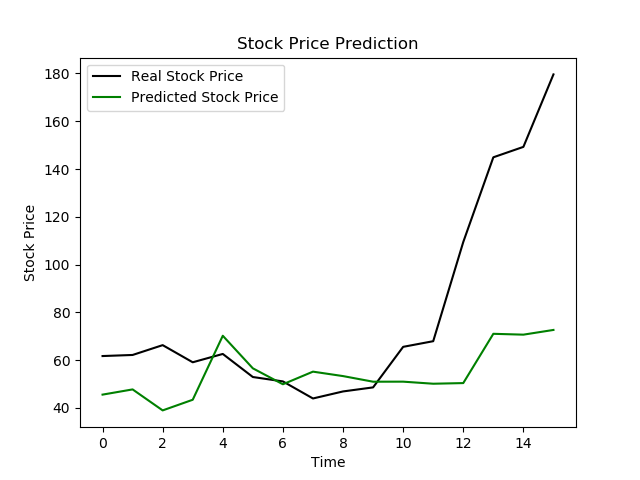 Stock Price Prediction
Real Stock Price
Predicted Stock Price
Stock Price
180
160
140
120
100
80
60
40
0 2 4 6 8 10 12 14
Time